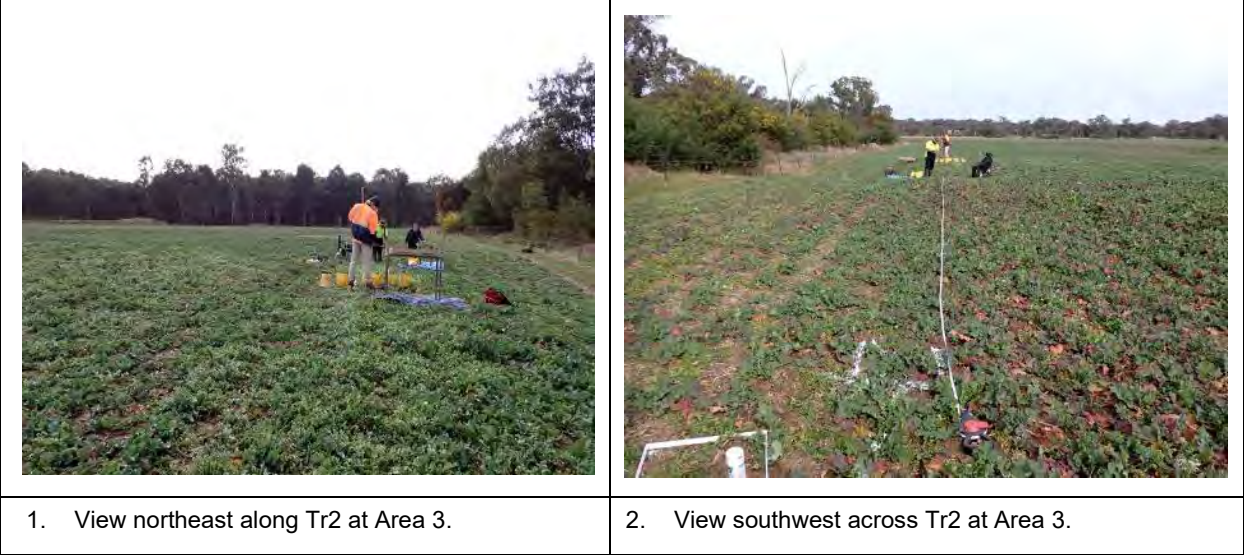 1. View northeast along Tr2 at Area 3.
2. View southwest across Tr2 at Area 3.